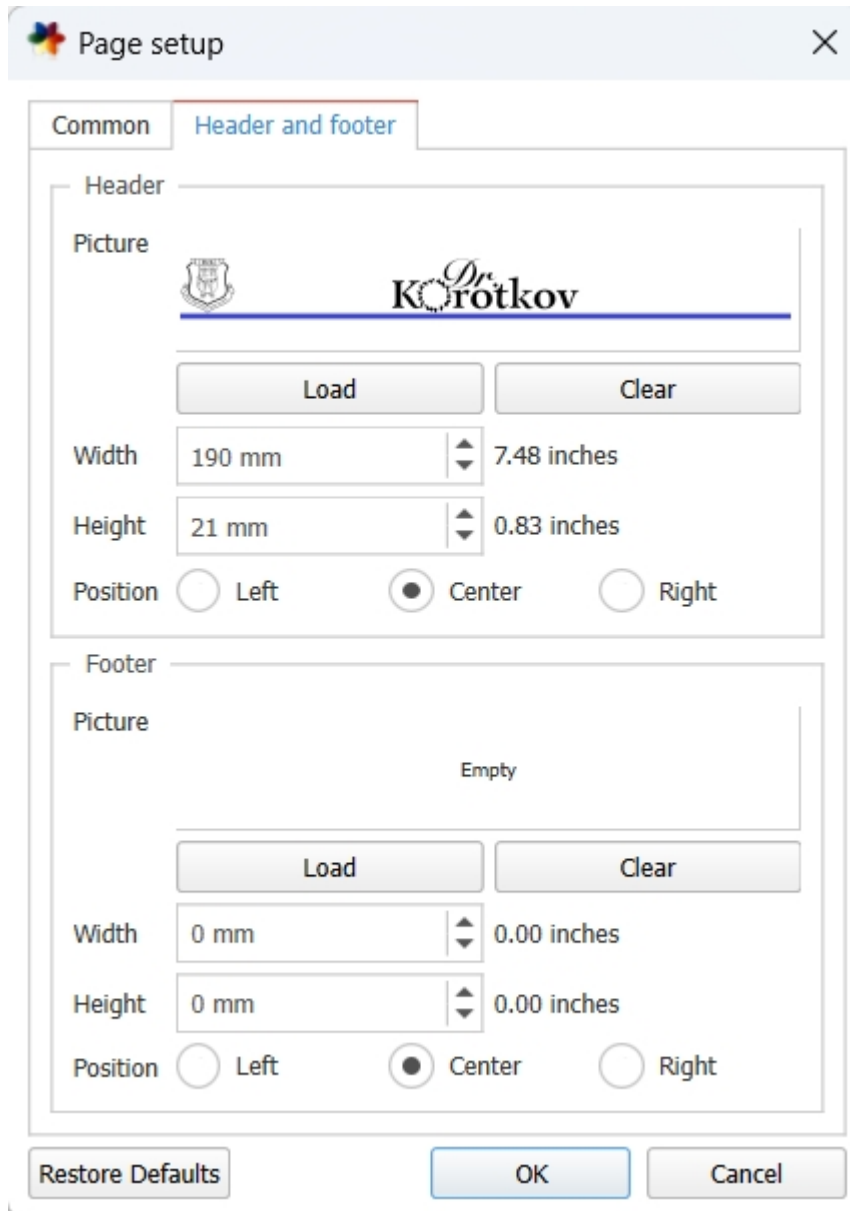 Page setup
Common Header and footer
Header
Picture
Dr.
Korotkov
Load Clear
Width 190 mm 7.48 inches
Height 21 mm 0.83 inches
Position Left Center Right
Footer
Picture
Empty
Load Clear
Width 0 mm 0.00 inches
Height 0 mm 0.00 inches
Position Left Center Right
Restore Defaults OK Cancel